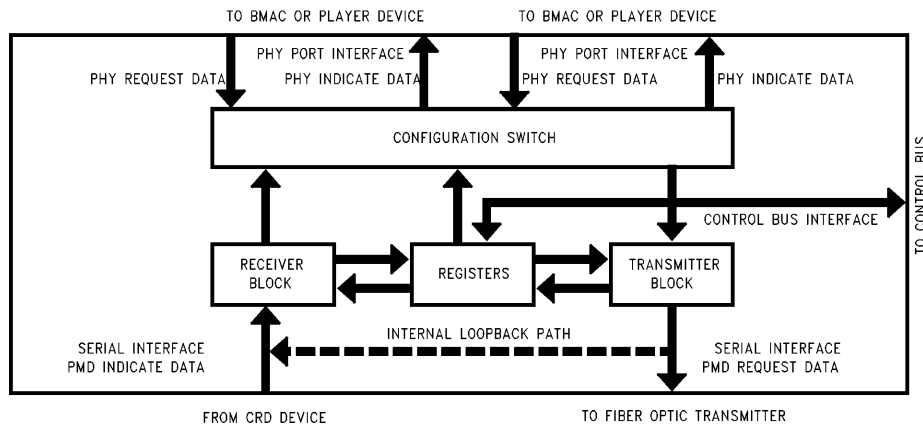 TO BMAC OR PLAYER DEVICE
TO BMAC OR PLAYER DEVICE
PHY PORT INTERFACE
PHY PORT INTERFACE
PHY REQUEST DATA
PHY INDICATE DATA
PHY REQUEST DATA
PHY INDICATE DATA
CONFIGURATION SWITCH
TO CONTROL BUS
CONTROL BUS INTERFACE
RECEIVER
BLOCK
REGISTERS
TRANSMITTER
BLOCK
INTERNAL LOOPBACK PATH
SERIAL INTERFACE
PMD INDICATE DATA
SERIAL INTERFACE
PMD REQUEST DATA
FROM CRD DEVICE
TO FIBER OPTIC TRANSMITTER